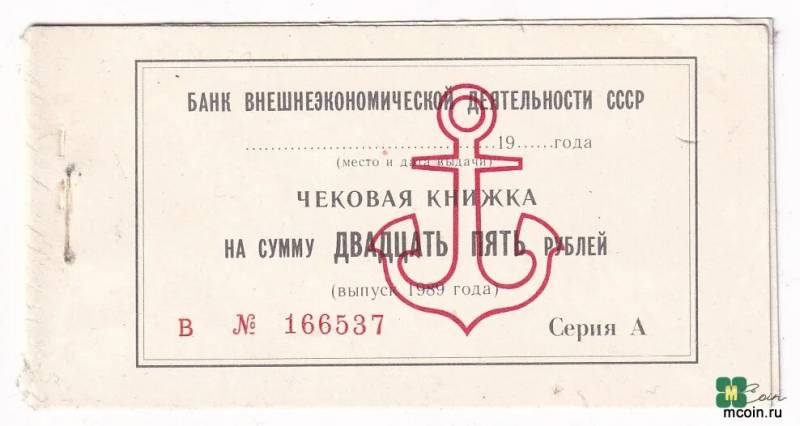 БАНК ВНЕШНЕЭКОНОМИЧЕСКОЙ ДЕЯТЕЛЬНОСТИ СССР
........................................19......года
(место и дата выдачи)
ЧЕКОВАЯ КНИЖКА
НА СУММУ ДВАДЦАТЬ ПЯТЬ РУБЛЕЙ
(выпуск 1989 года)
В № 166537 Серия А
M Coin
mcoin.ru